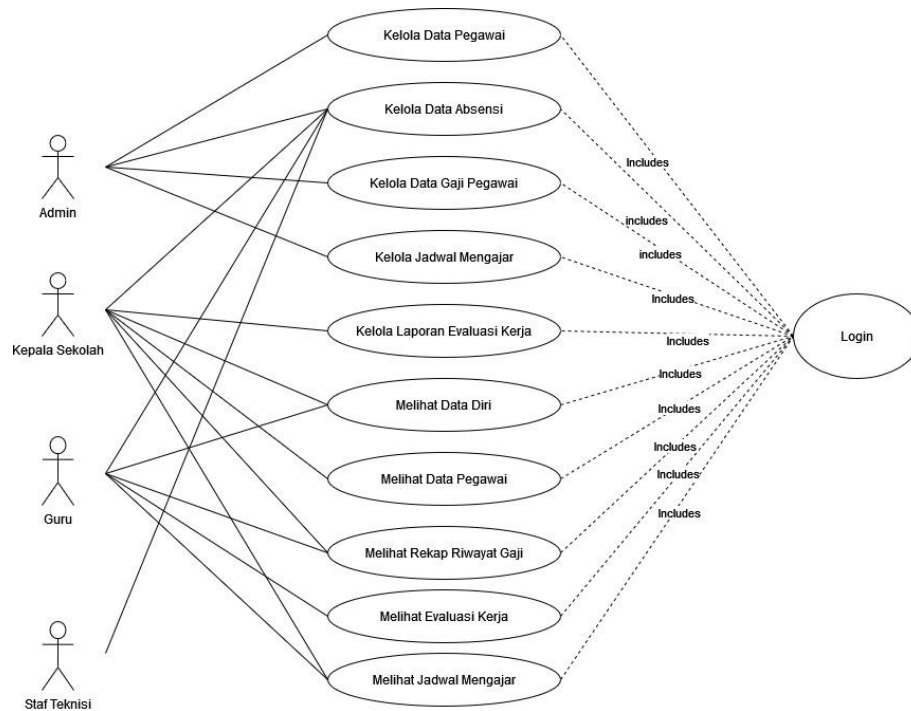 Kelola Data Pegawai
Kelola Data Absensi
Includes
Admin
Kelola Data Gaji Pegawai
includes
includes
Kelola Jadwal Mengajar
Includes
Kepala Sekolah
Kelola Laporan Evaluasi Kerja
Includes
Login
Includes
Melihat Data Diri
Includes
Melihat Data Pegawai
Includes
Guru
Includes
Melihat Rekap Riwayat Gaji
Includes
Melihat Evaluasi Kerja
Melihat Jadwal Mengajar
Staf Teknisi